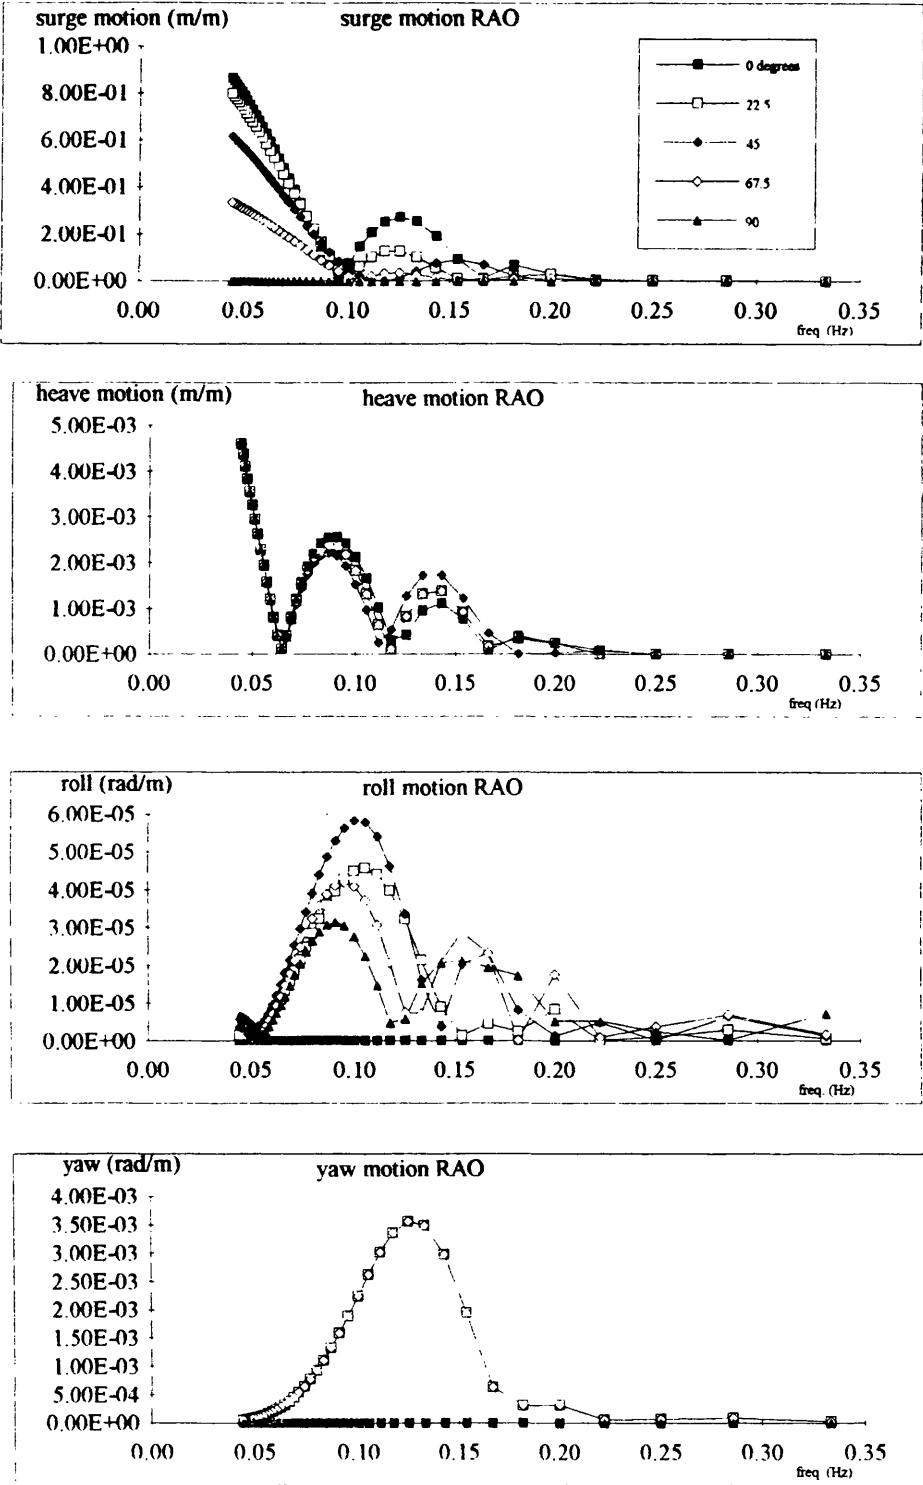 surge motion (m/m) surge motion RAO
1.00E+00
8.00E-01
6.00E-01
4.00E-01
2.00E-01
0.00E+00
0.00 0.05 0.10 0.15 0.20 0.25 0.30 0.35
freq. (Hz)
0 degrees
22.5
45
67.5
90
heave motion (m/m) heave motion RAO
5.00E-03
4.00E-03
3.00E-03
2.00E-03
1.00E-03
0.00E+00
0.00 0.05 0.10 0.15 0.20 0.25 0.30 0.35
freq (Hz)
roll (rad/m) roll motion RAO
6.00E-05
5.00E-05
4.00E-05
3.00E-05
2.00E-05
1.00E-05
0.00E+00
0.00 0.05 0.10 0.15 0.20 0.25 0.30 0.35
freq. (Hz)
yaw (rad/m) yaw motion RAO
4.00E-03
3.50E-03
3.00E-03
2.50E-03
2.00E-03
1.50E-03
1.00E-03
5.00E-04
0.00E+00
0.00 0.05 0.10 0.15 0.20 0.25 0.30 0.35
freq (Hz)